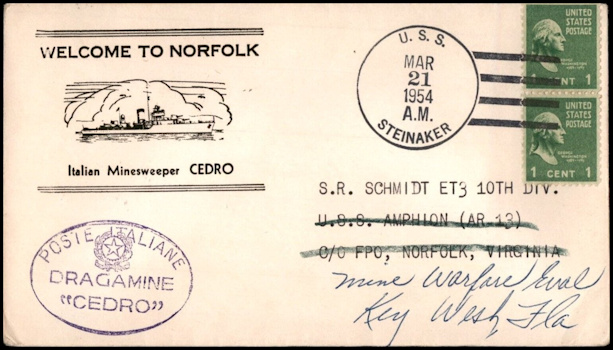 WELCOME TO NORFOLK
Italian Minesweeper CEDRO
U.S.S.
MAR
21
1954
A.M.
STEINAKER
UNITED
STATES
POSTAGE
CENT 1
UNITED
STATES
POSTAGE
1 CENT 1
S.R. SCHMIDT ET3 10TH DIV.
U.S.S. AMPHION (AR-13)
C/O FPO, NORFOLK, VIRGINIA
Mine Warfare Eval
Key West, Fla
POSTE ITALIANE
DRAGAMINE
"CEDRO"